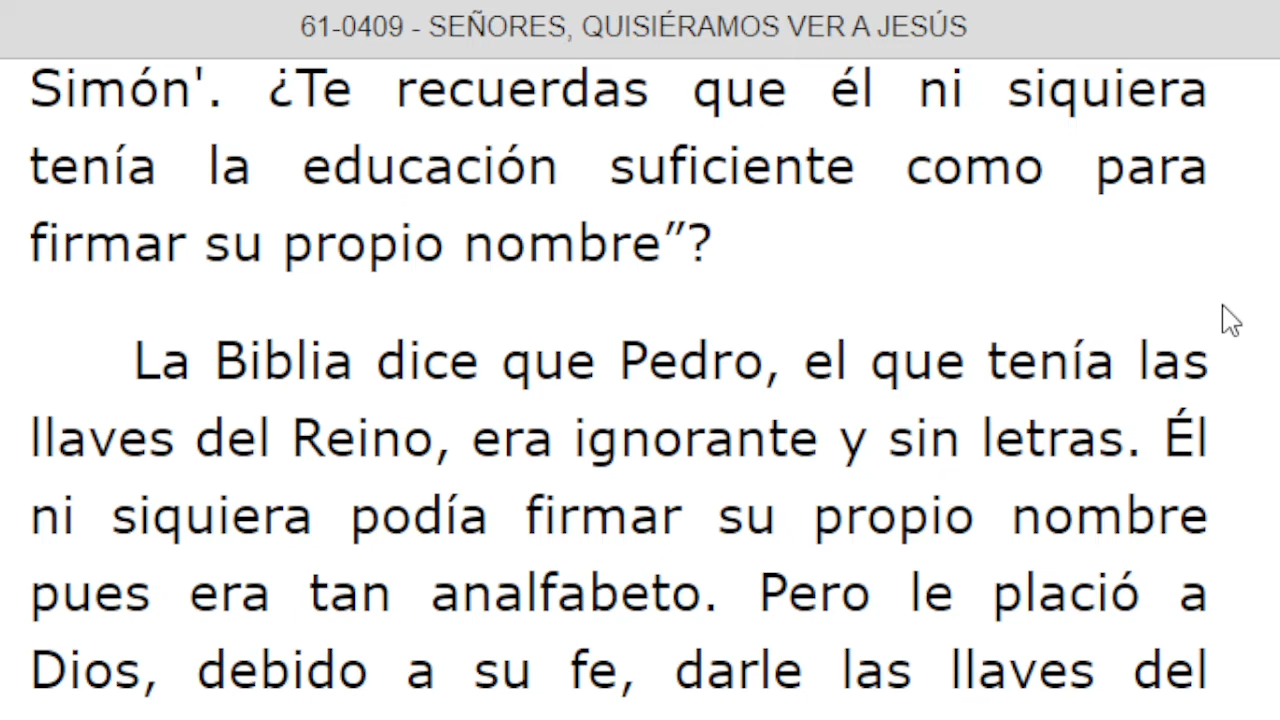 61-0409 - SEÑORES, QUISIÉRAMOS VER A JESÚS
Simón'. ¿Te recuerdas que él ni siquiera
tenía la educación suficiente como para
firmar su propio nombre”?
La Biblia dice que Pedro, el que tenía las
llaves del Reino, era ignorante y sin letras. Él
ni siquiera podía firmar su propio nombre
pues era tan analfabeto. Pero le plació a
Dios, debido a su fe, darle las llaves del